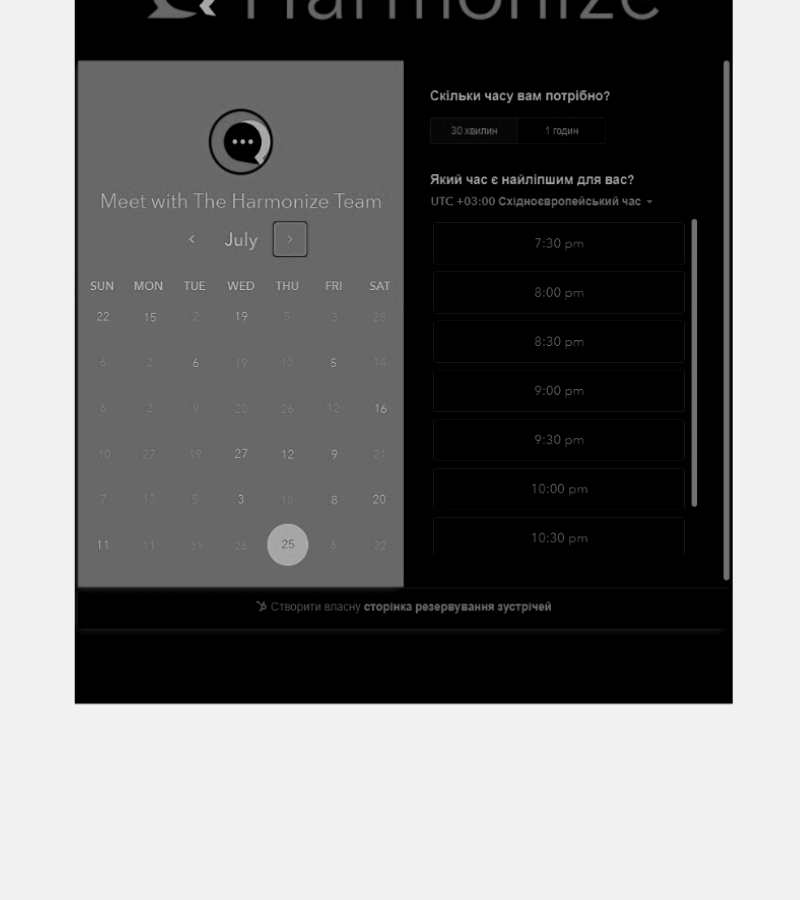 Harmonize
Meet with The Harmonize Team
July
SUN MON TUE WED THU FRI SAT
22 15 2 19 5 3 28
6 2 6 19 13 5 14
6 2 9 20 26 12 16
10 27 19 27 12 9 21
7 13 5 3 18 8 20
11 11 31 26 25 6 22
Скільки часу вам потрібно?
30 хвилин 1 годин
Який час є найліпшим для вас?
UTC +03:00 Східноєвропейський час
7:30 pm
8:00 pm
8:30 pm
9:00 pm
9:30 pm
10:00 pm
10:30 pm
Створити власну сторінка резервування зустрічей